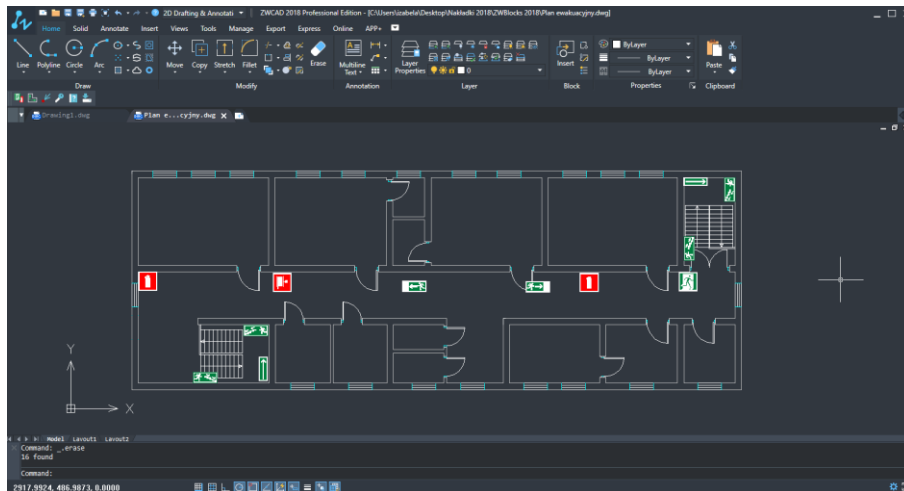 2D Drafting & Annotati
ZWCAD 2018 Professional Edition - [C:\Users\izabela\Desktop\Nakładki 2018\ZWBlocks 2018\Plan ewakuacyjny.dwg]
Home Solid Annotate Insert Views Tools Manage Export Express Online APP+
Line Polyline Circle Arc Move Copy Stretch Fillet Erase Multiline Text Layer Properties 0 Insert ByLayer ByLayer ByLayer Paste
Draw Modify Annotation Layer Block Properties Clipboard
Drawing1.dwg Plan e...cyjny.dwg
Y
X
Model Layout1 Layout2
Command: _.erase
16 found
Command:
2917.9924, 486.9873, 0.0000